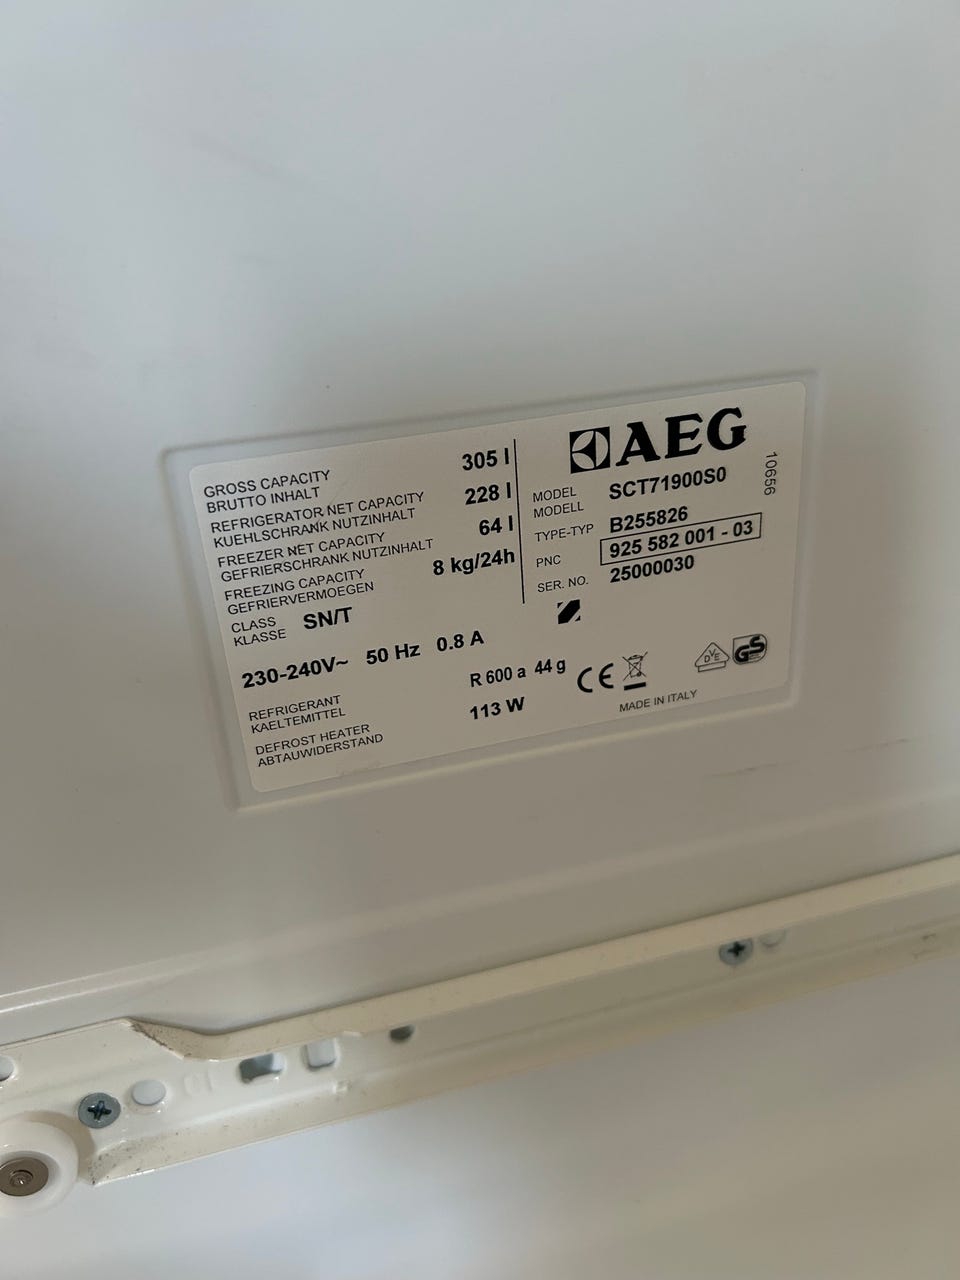 GROSS CAPACITY
BRUTTO INHALT
305 l
REFRIGERATOR NET CAPACITY
KUEHLSCHRANK NUTZINHALT
228 l
FREEZER NET CAPACITY
GEFRIERSCHRANK NUTZINHALT
64 l
FREEZING CAPACITY
GEFRIERVERMOEGEN
8 kg/24h
CLASS
KLASSE
SN/T
230-240V~ 50 Hz 0.8 A
REFRIGERANT
KAELTEMITTEL
R 600 a 44 g
DEFROST HEATER
ABTAUWIDERSTAND
113 W
AEG
MODEL
MODELL
SCT71900S0
TYPE-TYP B255826
PNC 925 582 001 - 03
SER. NO. 25000030
10656
CE
DVE
GS
MADE IN ITALY